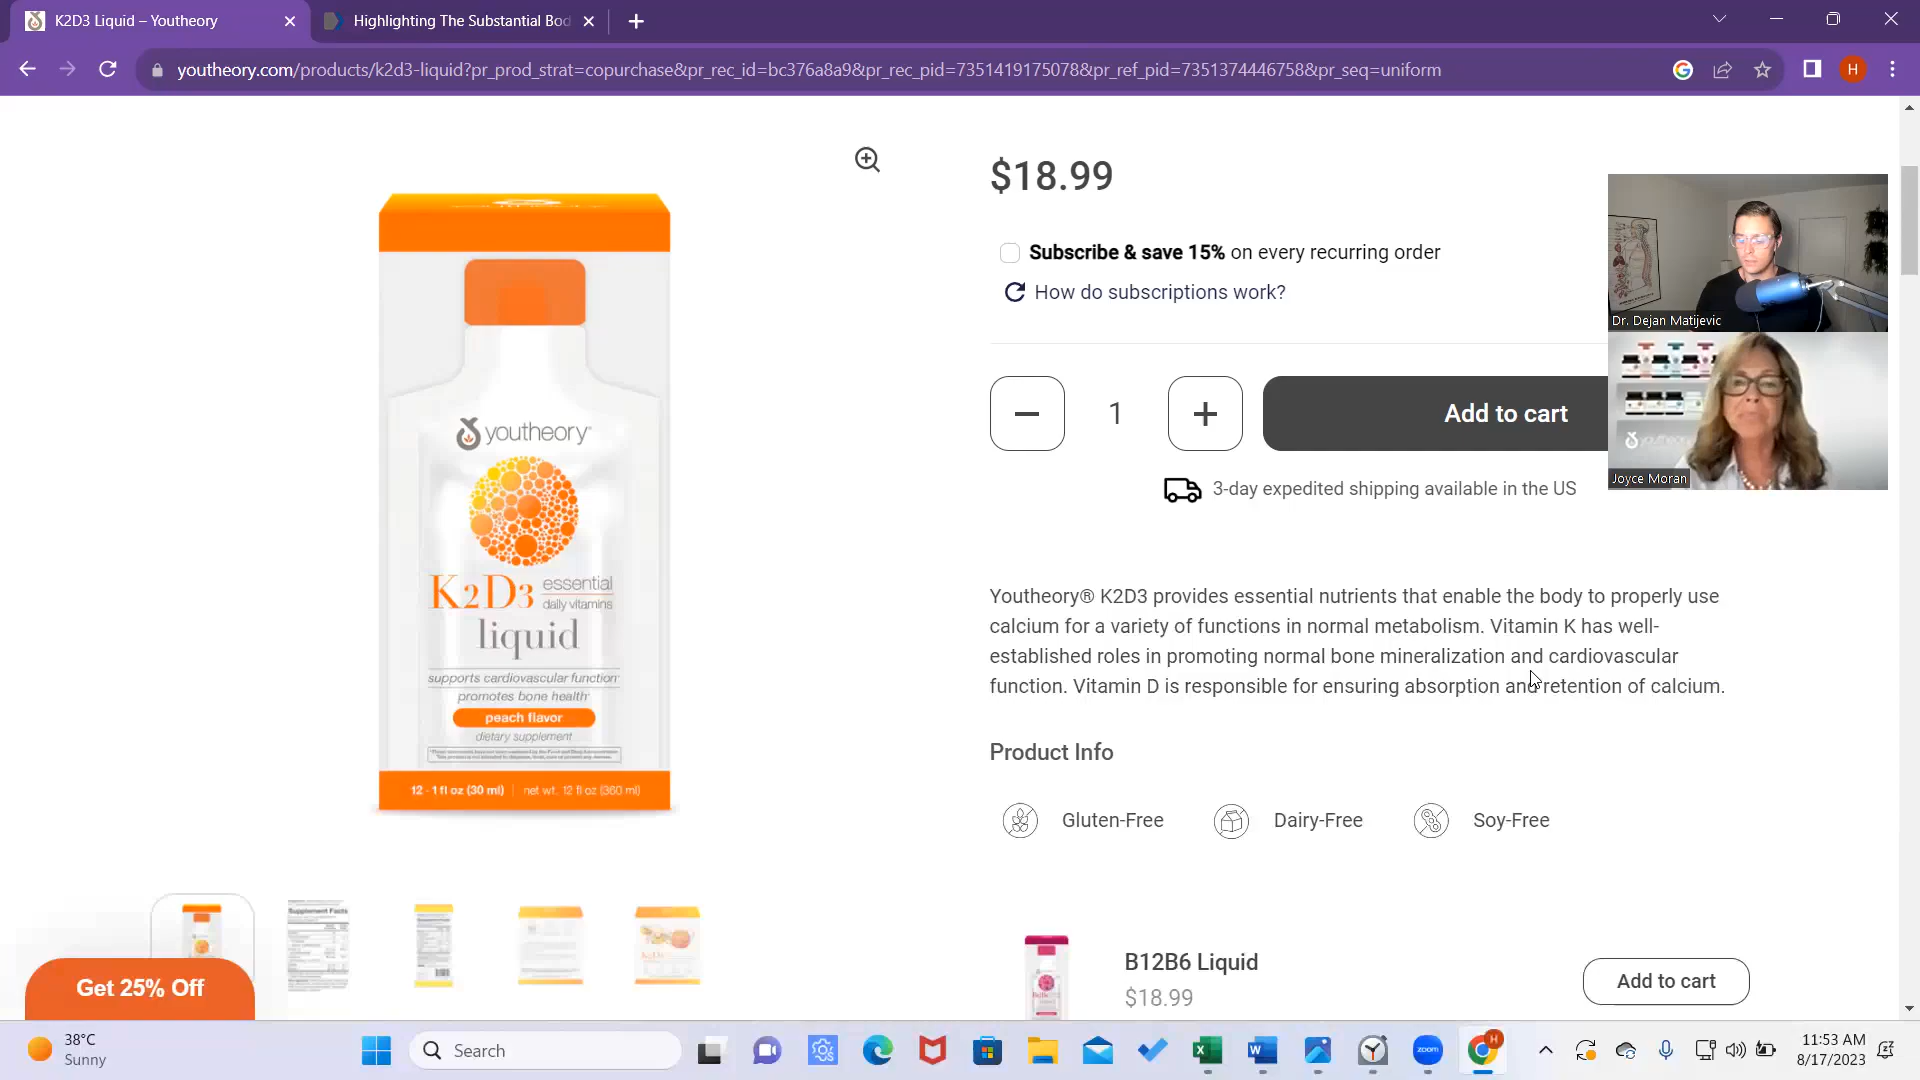 K2D3 Liquid – Youtheory
Highlighting The Substantial Bod
youtheory.com/products/k2d3-liquid?pr_prod_strat=copurchase&pr_rec_id=bc376a8a9&pr_rec_pid=7351419175078&pr_ref_pid=7351374446758&pr_seq=uniform
H
youtheory
K2D3 essential
daily vitamins
liquid
supports cardiovascular function
promotes bone health
peach flavor
dietary supplement
12 - 1 fl oz (30 ml) | net wt. 12 fl oz (360 ml)
Supplement Facts
K2D3
Get 25% Off
$18.99
Subscribe & save 15% on every recurring order
How do subscriptions work?
1
Add to cart
3-day expedited shipping available in the US
Youtheory® K2D3 provides essential nutrients that enable the body to properly use
calcium for a variety of functions in normal metabolism. Vitamin K has well-
established roles in promoting normal bone mineralization and cardiovascular
function. Vitamin D is responsible for ensuring absorption and retention of calcium.
Product Info
Gluten-Free
Dairy-Free
Soy-Free
B12B6 Liquid
$18.99
Add to cart
Dr. Dejan Matijevic
youtheory
Joyce Moran
38°C
Sunny
Search
zoom
H
11:53 AM
8/17/2023